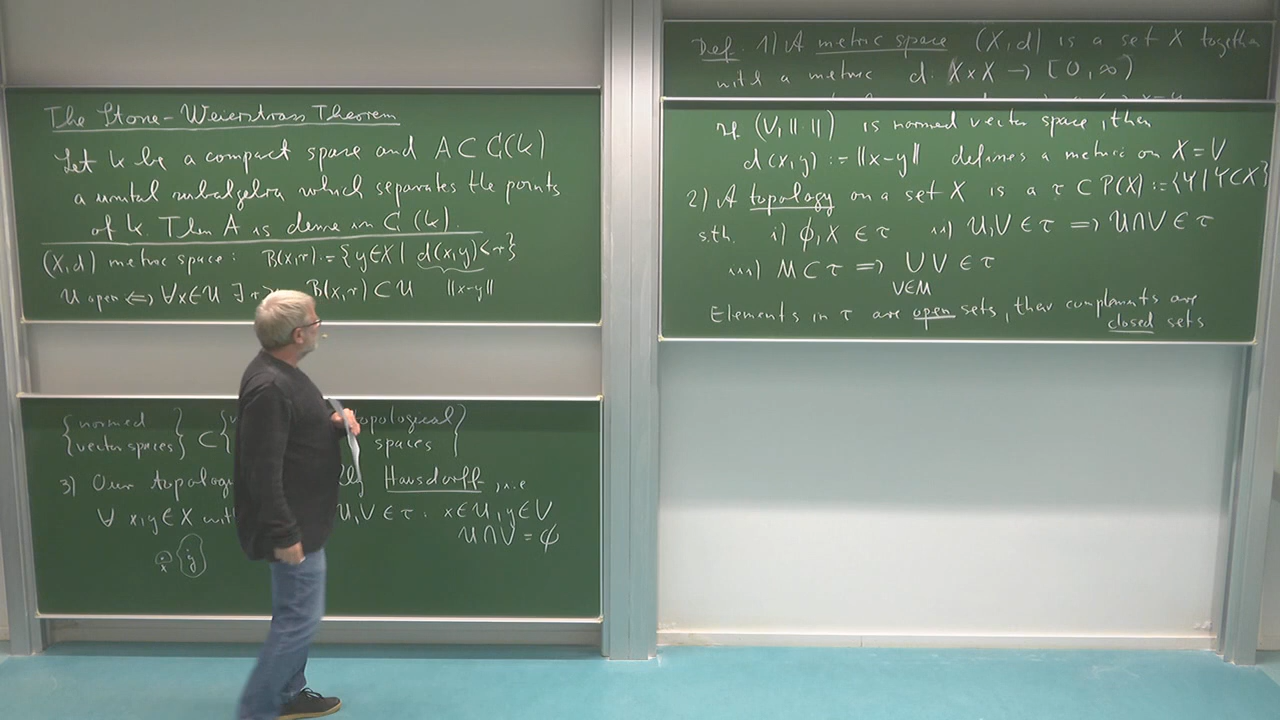 The Stone-Weierstrass Theorem
Let K be a compact space and A ⊂ C(K)
a unital subalgebra which separates the points
of K. Then A is dense in C(K).
(X,d) metric space: B(x,r) := {y∈X | d(x,y) < r}
U open ⇔ ∀x∈U ∃r> B(x,r) ⊂ U ||x-y||
{normed vector spaces} ⊂ { topological spaces}
3) Our Hausdorff, i.e
∀ x,y∈X U,V ∈ τ: x∈U, y∈V
U∩V = ϕ
x y
Def. 1) A metric space (X,d) is a set X together
with a metric d: X×X → [0,∞)
If (V,||·||) is normed vector space, then
d(x,y) := ||x-y|| defines a metric on X=V
2) A topology on a set X is a τ ⊂ P(X) := {Y | Y⊂X}
s.th. i) ϕ, X ∈ τ ii) U,V ∈ τ ⇒ U∩V ∈ τ
iii) M ⊂ τ ⇒ ∪ V ∈ τ
V∈M
Elements in τ are open sets, their complements are
closed sets